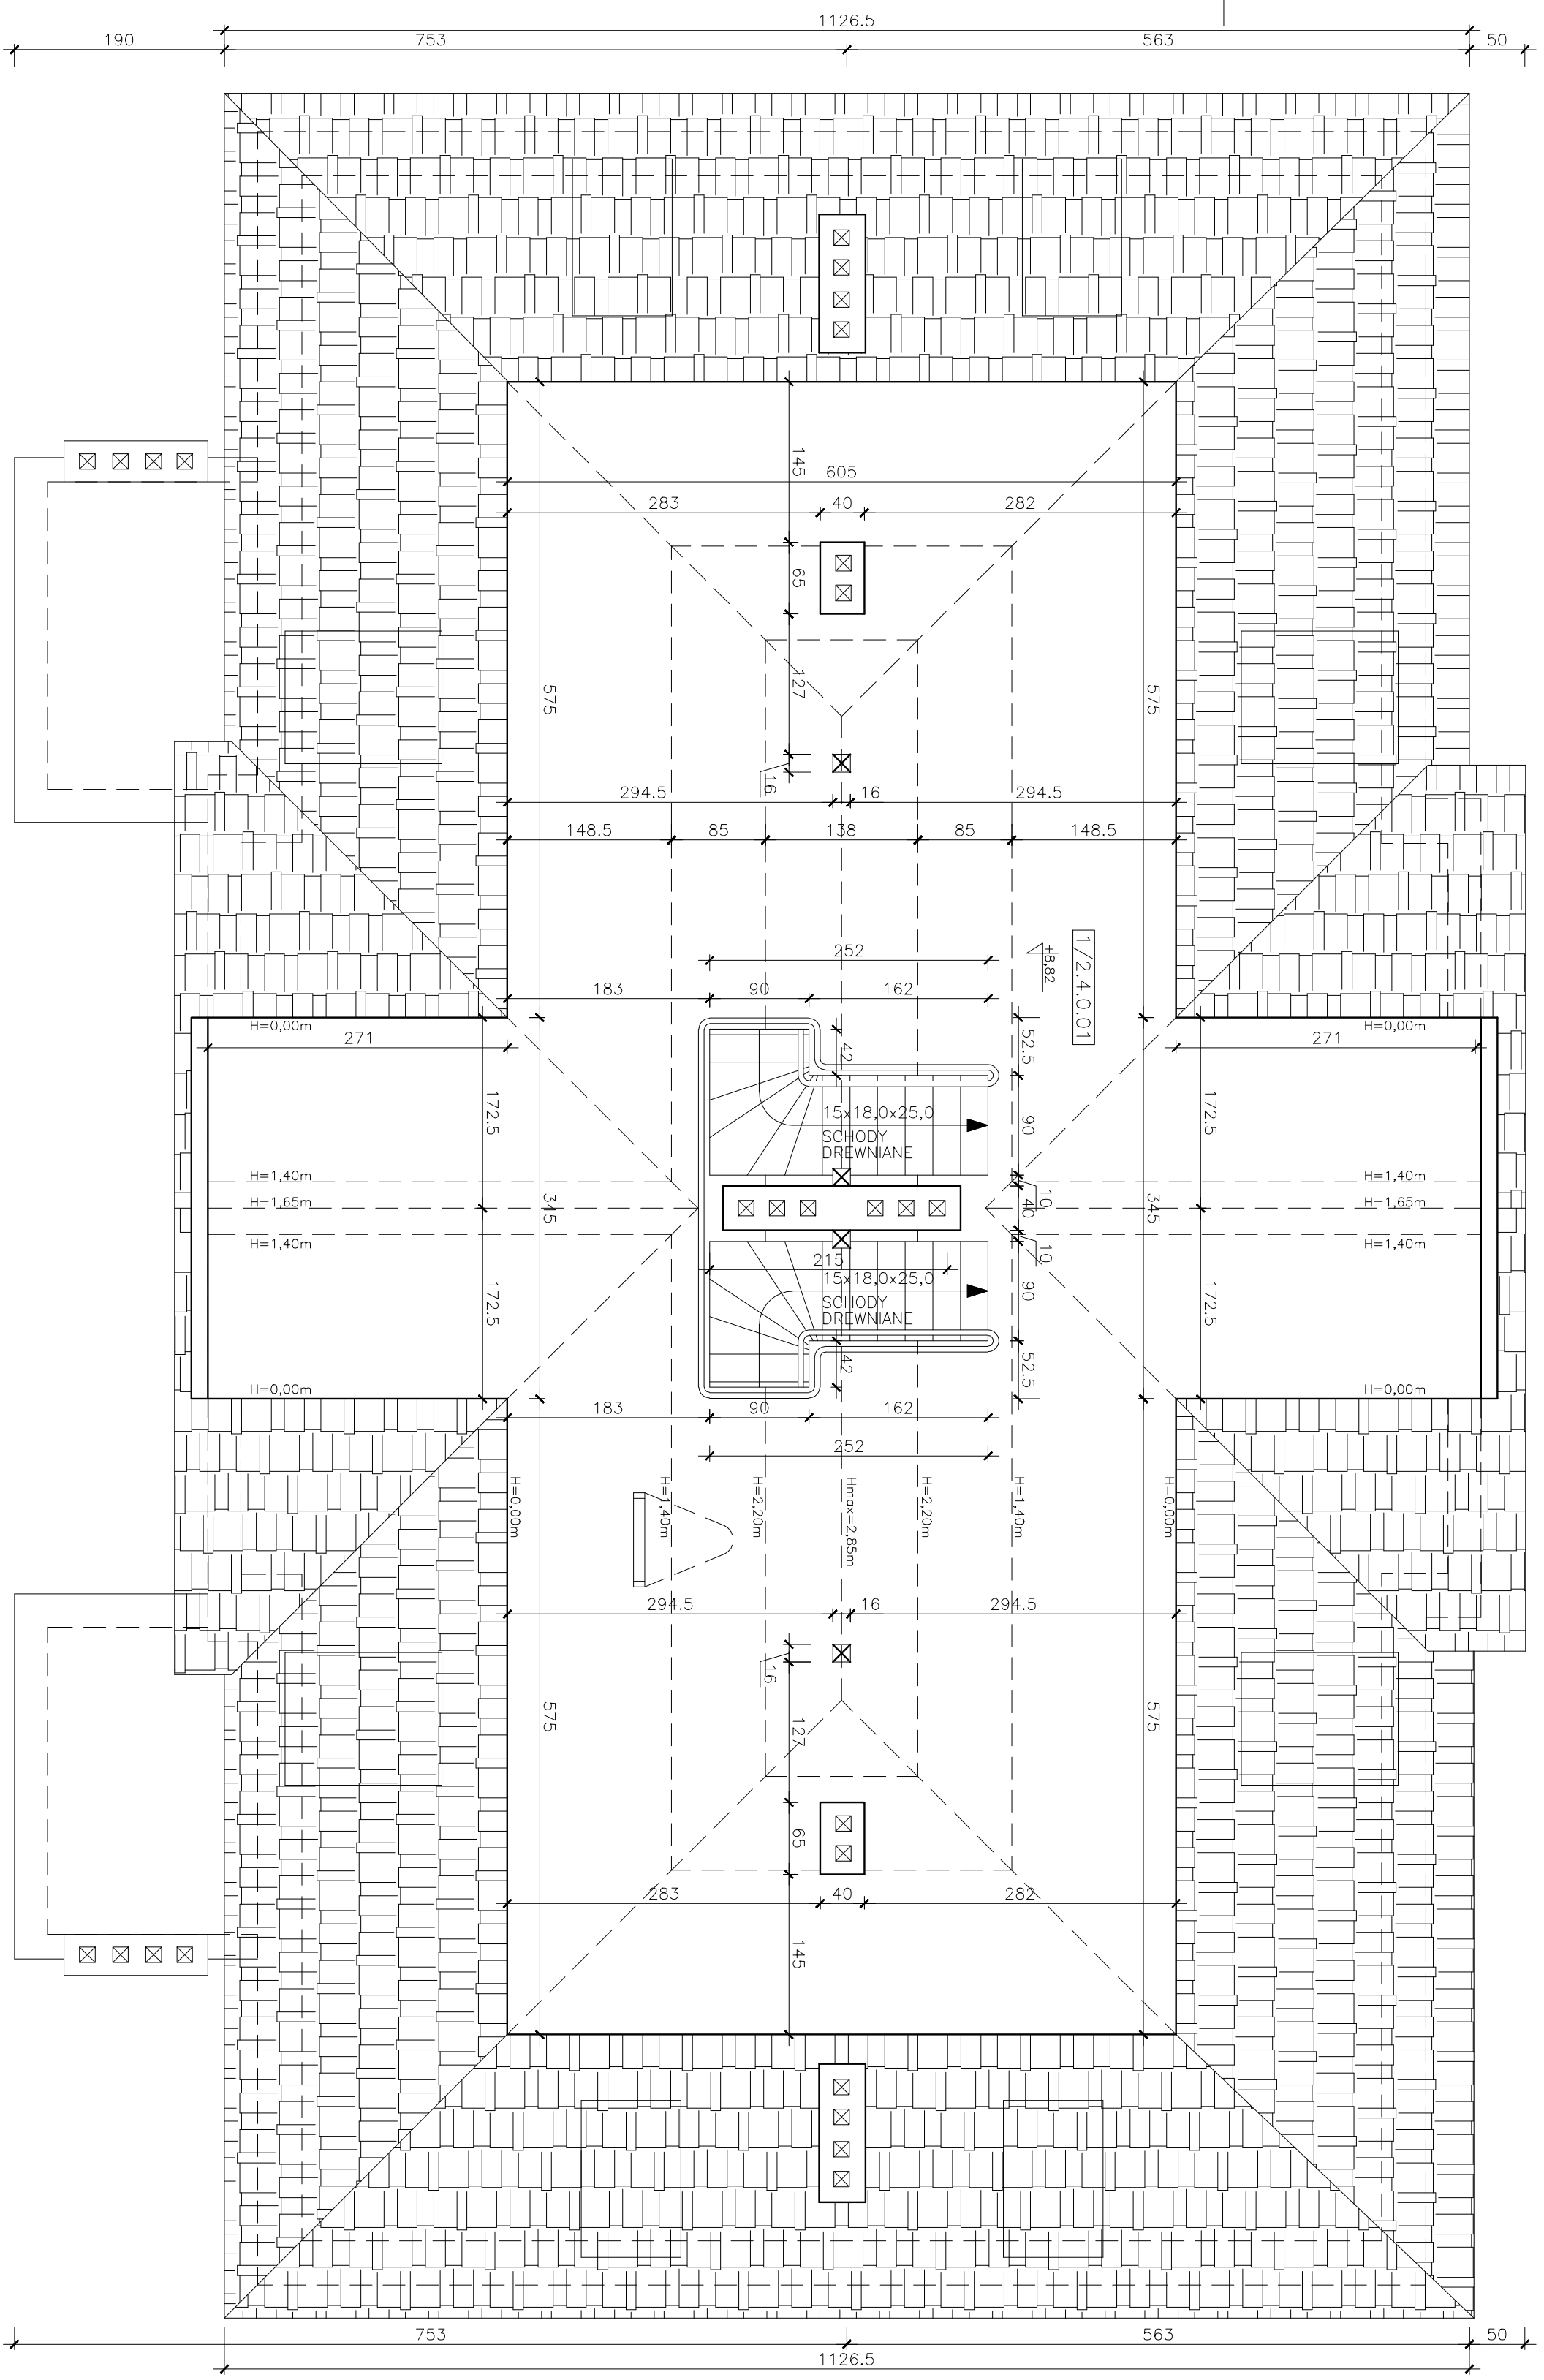 1126.5
190
753
563
50
145
605
283
40
282
65
575
575
127
16
294.5
16
294.5
148.5
85
138
85
148.5
1/2.4.0.01
+8,82
252
183
90
162
H=0,00m
H=0,00m
271
271
42
52.5
172.5
172.5
15x18,0x25,0
90
SCHODY
DREWNIANE
H=1,40m
H=1,40m
10
H=1,65m
345
40
345
H=1,65m
H=1,40m
H=1,40m
10
215
15x18,0x25,0
90
SCHODY
DREWNIANE
172.5
172.5
42
52.5
H=0,00m
H=0,00m
183
90
162
252
H=0,00m
H=1,40m
H=2,20m
Hmax=2,85m
H=2,20m
H=1,40m
H=0,00m
294.5
16
294.5
16
575
127
575
65
283
40
282
145
753
563
50
1126.5